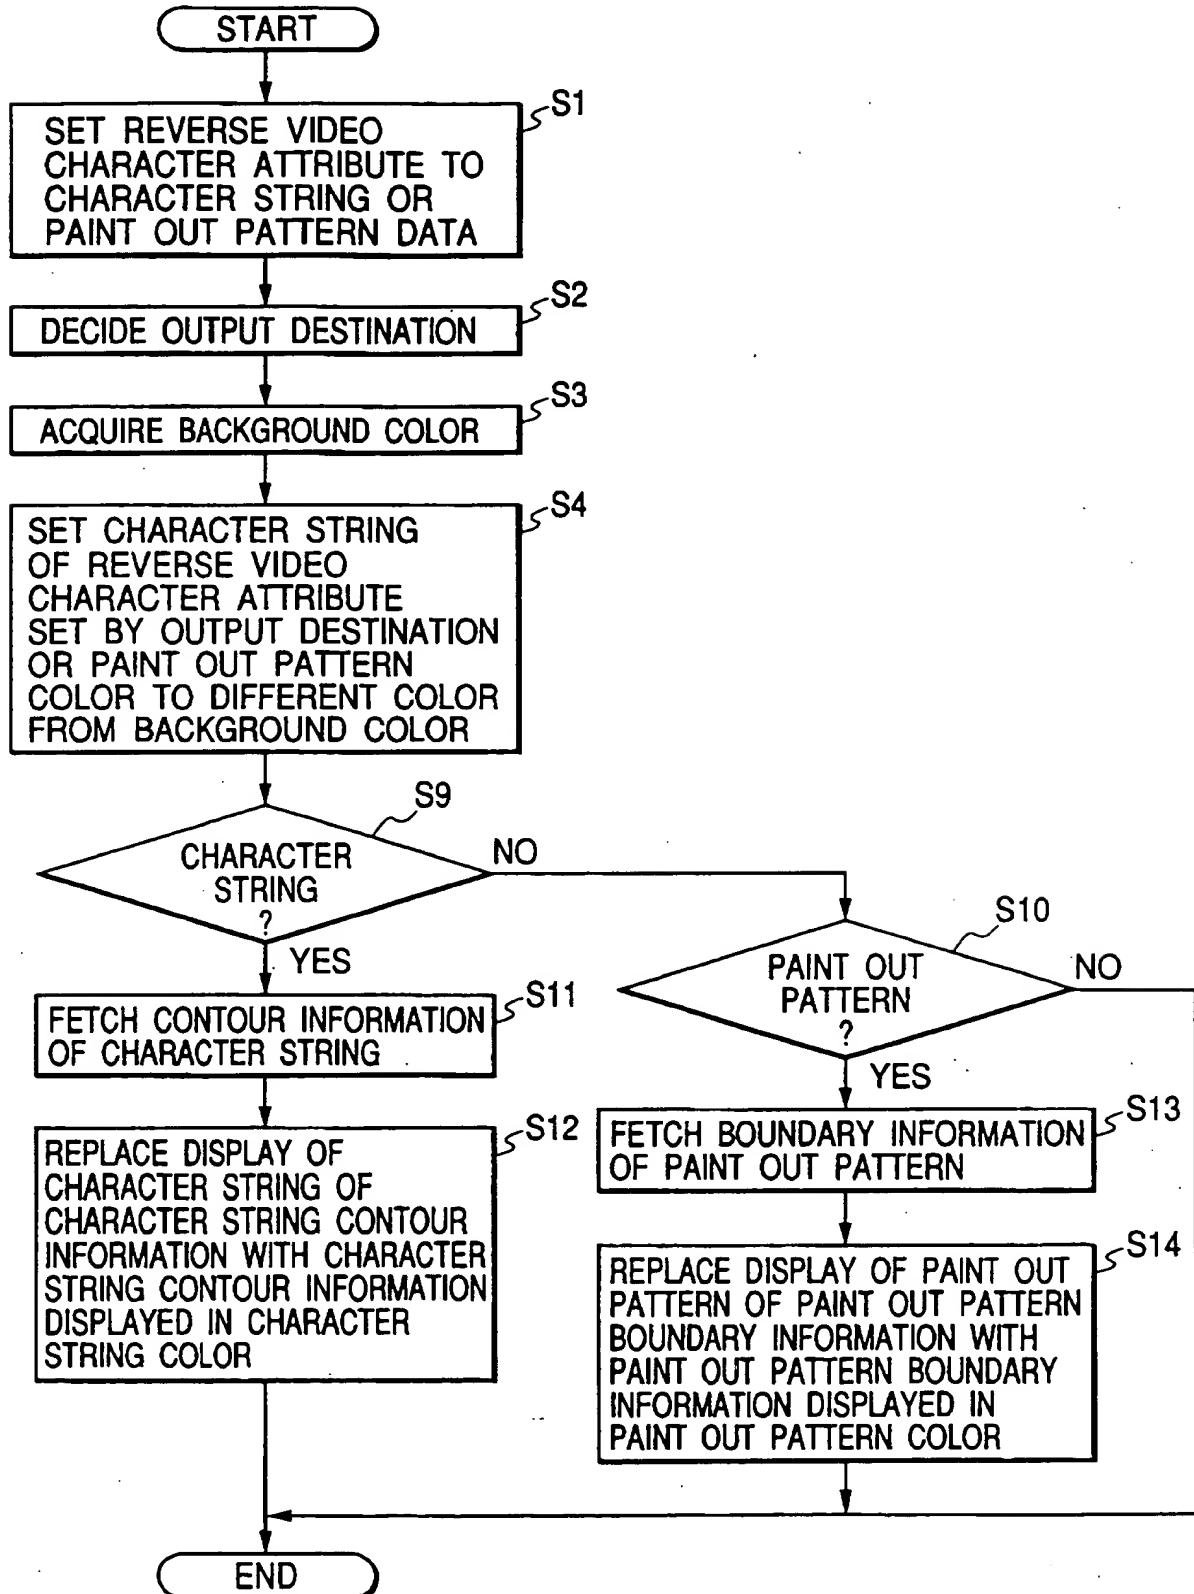 START
S1
SET REVERSE VIDEO
CHARACTER ATTRIBUTE TO
CHARACTER STRING OR
PAINT OUT PATTERN DATA
S2
DECIDE OUTPUT DESTINATION
S3
ACQUIRE BACKGROUND COLOR
S4
SET CHARACTER STRING
OF REVERSE VIDEO
CHARACTER ATTRIBUTE
SET BY OUTPUT DESTINATION
OR PAINT OUT PATTERN
COLOR TO DIFFERENT COLOR
FROM BACKGROUND COLOR
S9
CHARACTER
STRING
?
NO
YES
S10
PAINT OUT
PATTERN
?
NO
YES
S11
FETCH CONTOUR INFORMATION
OF CHARACTER STRING
S12
REPLACE DISPLAY OF
CHARACTER STRING OF
CHARACTER STRING CONTOUR
INFORMATION WITH CHARACTER
STRING CONTOUR INFORMATION
DISPLAYED IN CHARACTER
STRING COLOR
S13
FETCH BOUNDARY INFORMATION
OF PAINT OUT PATTERN
S14
REPLACE DISPLAY OF PAINT OUT
PATTERN OF PAINT OUT PATTERN
BOUNDARY INFORMATION WITH
PAINT OUT PATTERN BOUNDARY
INFORMATION DISPLAYED IN
PAINT OUT PATTERN COLOR
END